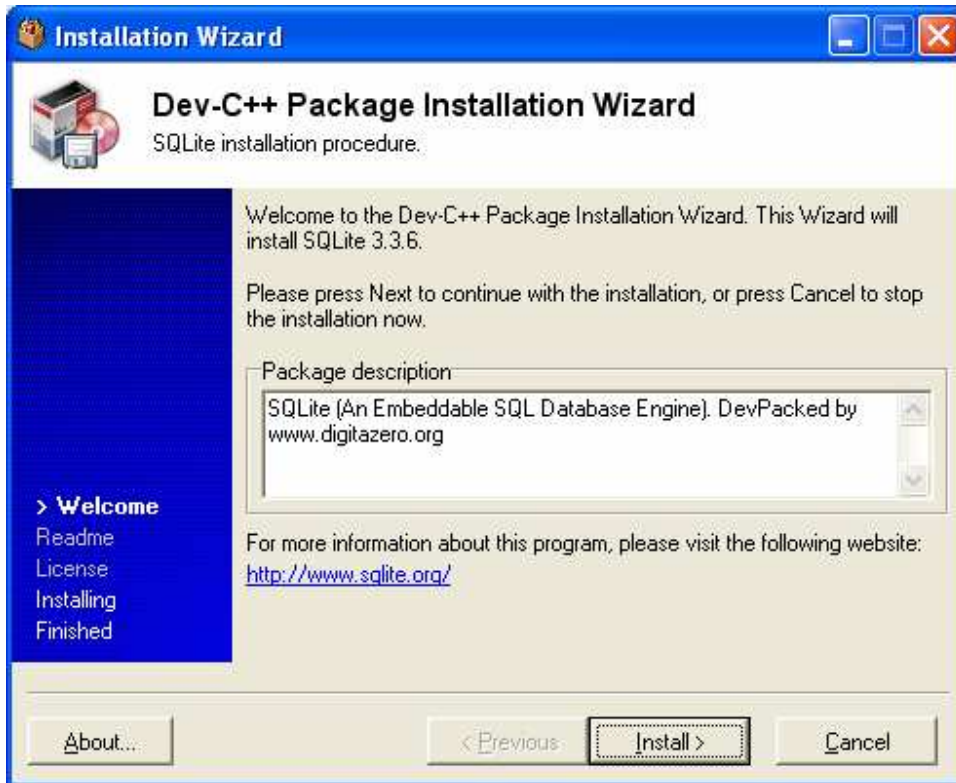 Installation Wizard
Dev-C++ Package Installation Wizard
SQLite installation procedure.
Welcome to the Dev-C++ Package Installation Wizard. This Wizard will
install SQLite 3.3.6.
Please press Next to continue with the installation, or press Cancel to stop
the installation now.
Package description
SQLite (An Embeddable SQL Database Engine). DevPacked by
www.digitazero.org
> Welcome
Readme
License
Installing
Finished
For more information about this program, please visit the following website:
http://www.sqlite.org/
About...
< Previous
Install >
Cancel